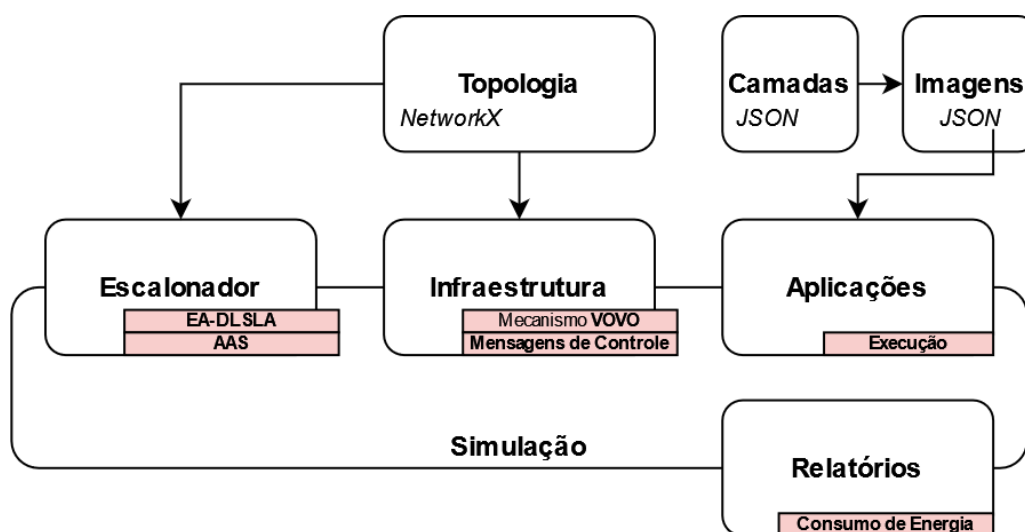 Topologia
NetworkX
Camadas
JSON
Imagens
JSON
Escalonador
EA-DLSLA
AAS
Infraestrutura
Mecanismo VOVO
Mensagens de Controle
Aplicações
Execução
Simulação
Relatórios
Consumo de Energia